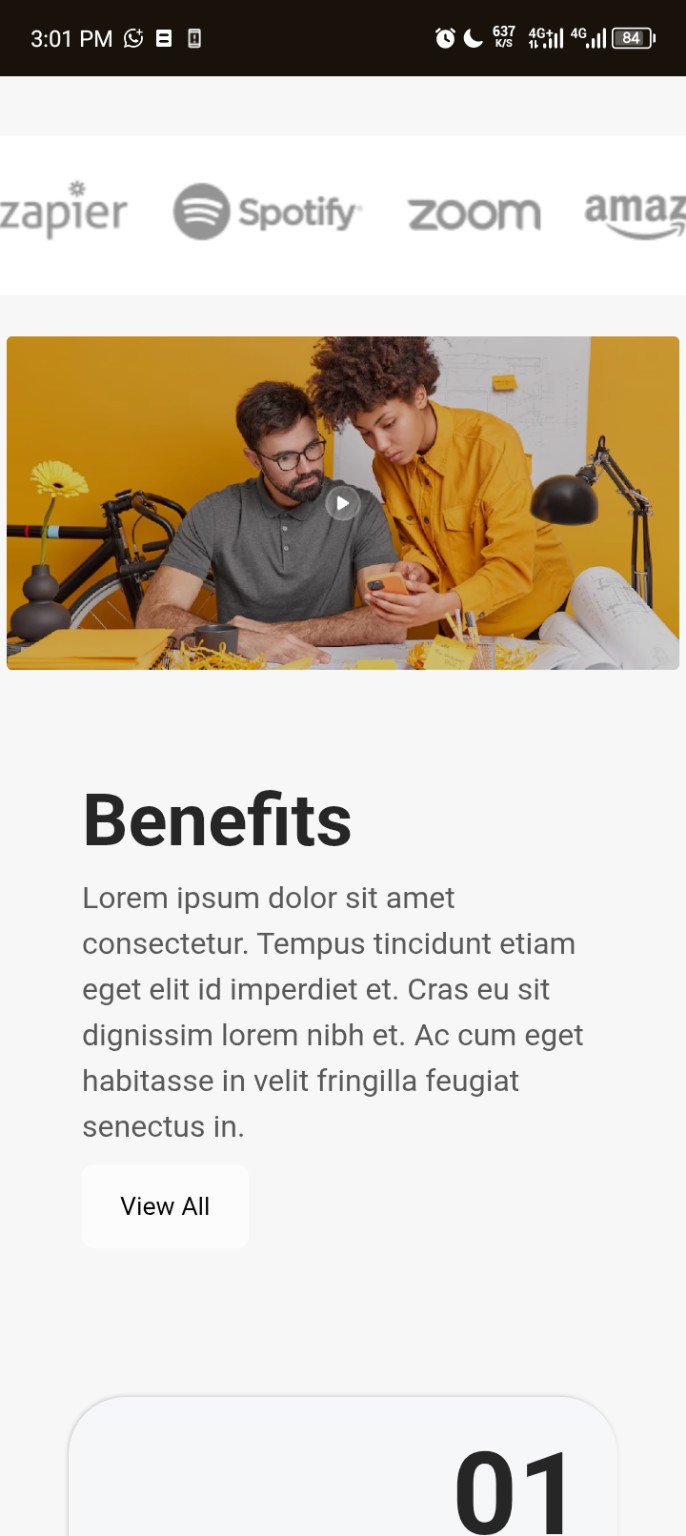 3:01 PM
637
K/S
4G+
4G
84
zapier
Spotify
zoom
amaz
Benefits
Lorem ipsum dolor sit amet
consectetur. Tempus tincidunt etiam
eget elit id imperdiet et. Cras eu sit
dignissim lorem nibh et. Ac cum eget
habitasse in velit fringilla feugiat
senectus in.
View All
01